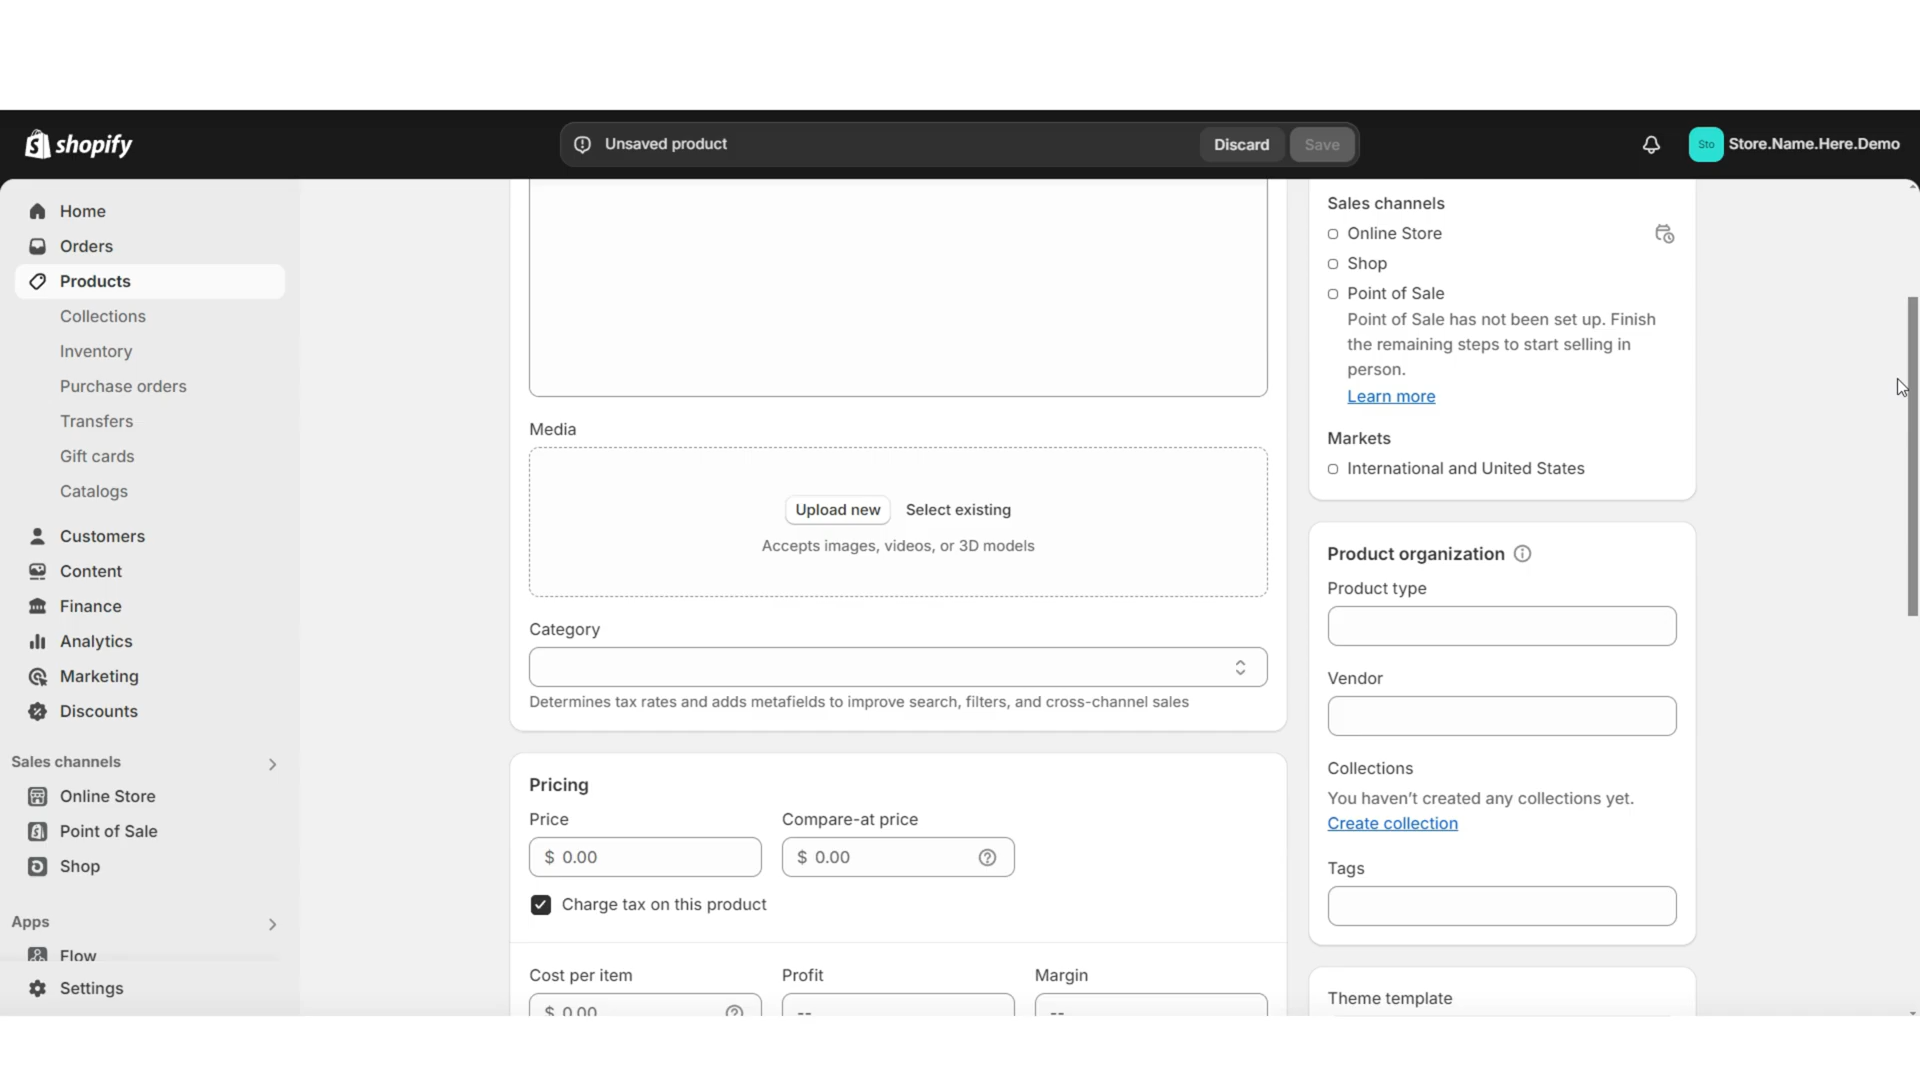 shopify
Unsaved product
Discard
Save
Sto
Store.Name.Here.Demo
Home
Orders
Products
Collections
Inventory
Purchase orders
Transfers
Gift cards
Catalogs
Customers
Content
Finance
Analytics
Marketing
Discounts
Sales channels
Online Store
Point of Sale
Shop
Apps
Flow
Settings
Media
Upload new
Select existing
Accepts images, videos, or 3D models
Category
Determines tax rates and adds metafields to improve search, filters, and cross-channel sales
Pricing
Price
Compare-at price
$ 0.00
$ 0.00
Charge tax on this product
Cost per item
Profit
Margin
$ 0.00
--
--
Sales channels
Online Store
Shop
Point of Sale
Point of Sale has not been set up. Finish
the remaining steps to start selling in
person.
Learn more
Markets
International and United States
Product organization
Product type
Vendor
Collections
You haven't created any collections yet.
Create collection
Tags
Theme template